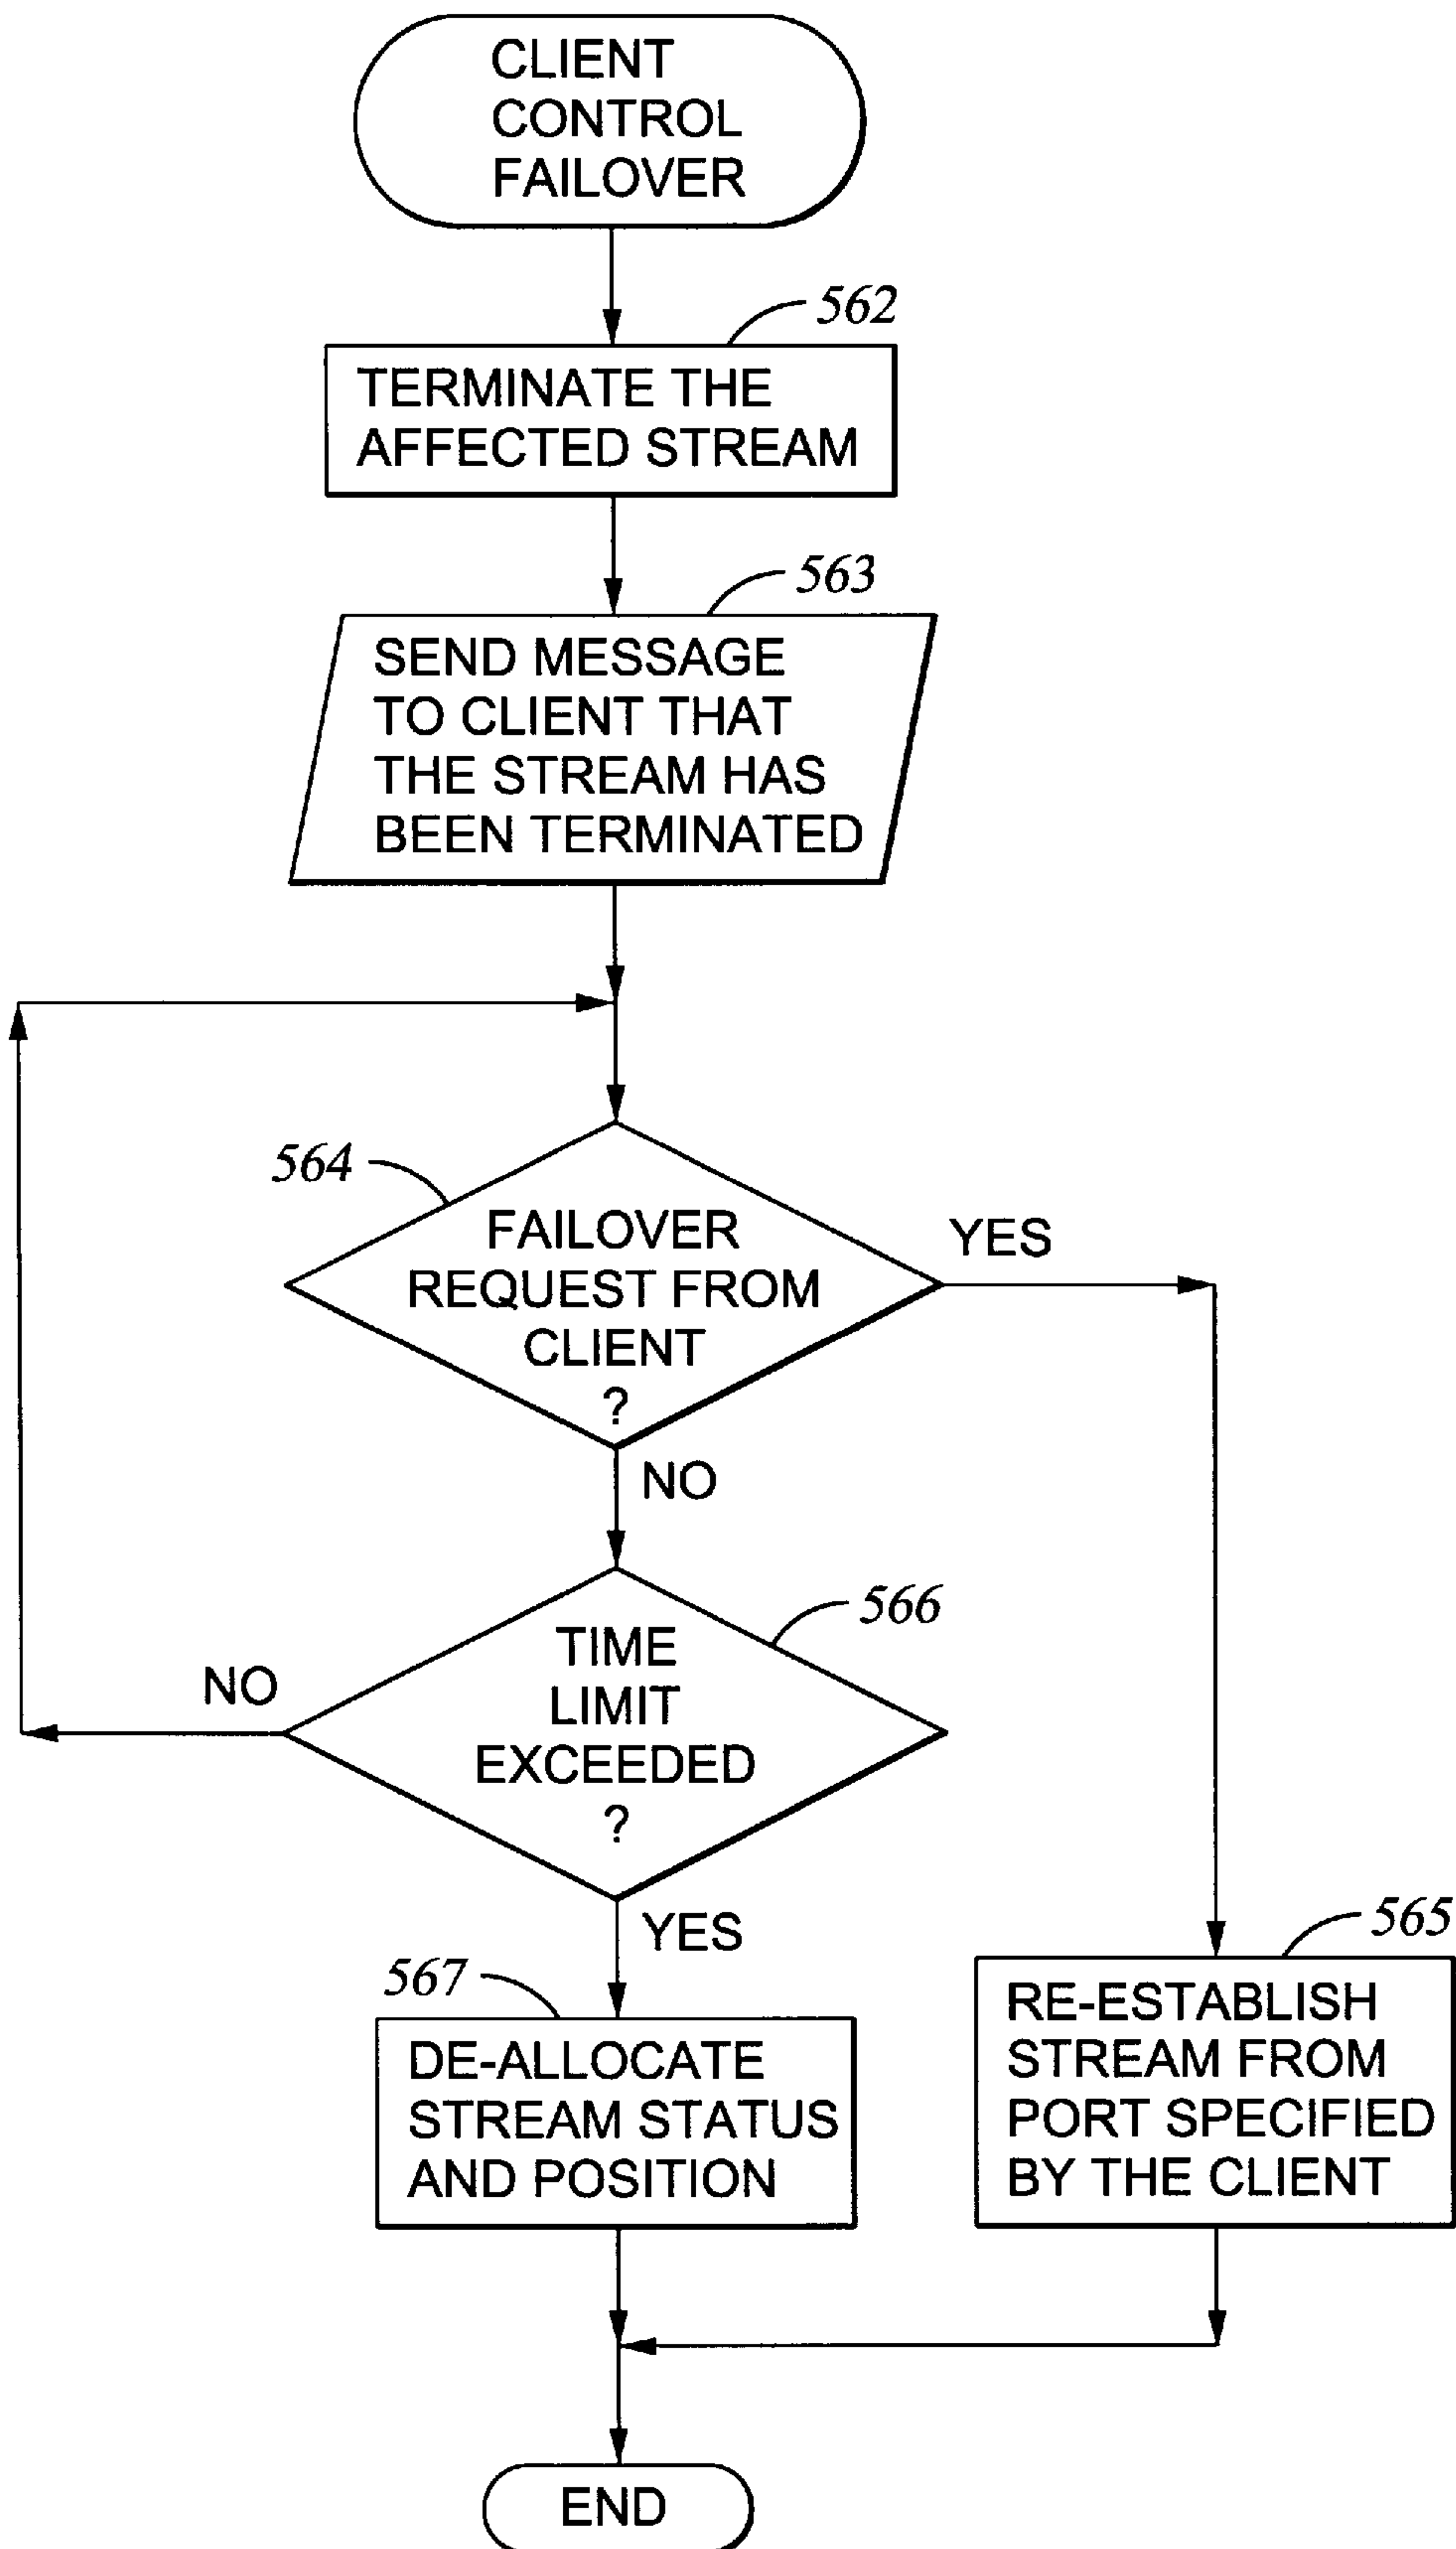 CLIENT
CONTROL
FAILOVER
562
TERMINATE THE
AFFECTED STREAM
563
SEND MESSAGE
TO CLIENT THAT
THE STREAM HAS
BEEN TERMINATED
564
FAILOVER
REQUEST FROM
CLIENT
?
YES
NO
566
TIME
LIMIT
EXCEEDED
?
NO
YES
567
DE-ALLOCATE
STREAM STATUS
AND POSITION
565
RE-ESTABLISH
STREAM FROM
PORT SPECIFIED
BY THE CLIENT
END